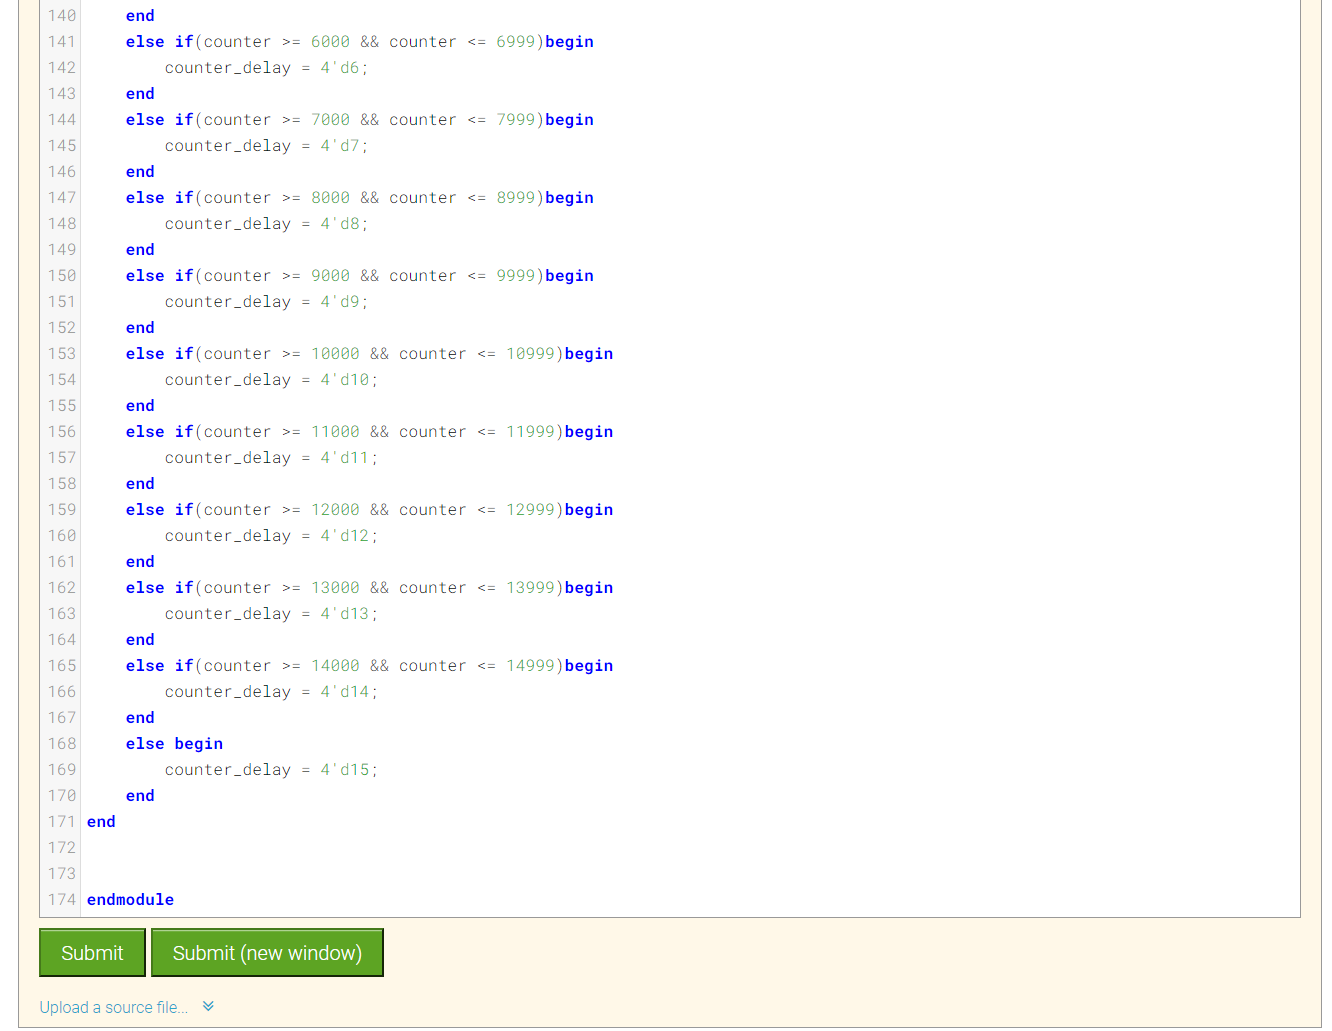 140 end
141 else if(counter >= 6000 && counter <= 6999)begin
142 counter_delay = 4'd6;
143 end
144 else if(counter >= 7000 && counter <= 7999)begin
145 counter_delay = 4'd7;
146 end
147 else if(counter >= 8000 && counter <= 8999)begin
148 counter_delay = 4'd8;
149 end
150 else if(counter >= 9000 && counter <= 9999)begin
151 counter_delay = 4'd9;
152 end
153 else if(counter >= 10000 && counter <= 10999)begin
154 counter_delay = 4'd10;
155 end
156 else if(counter >= 11000 && counter <= 11999)begin
157 counter_delay = 4'd11;
158 end
159 else if(counter >= 12000 && counter <= 12999)begin
160 counter_delay = 4'd12;
161 end
162 else if(counter >= 13000 && counter <= 13999)begin
163 counter_delay = 4'd13;
164 end
165 else if(counter >= 14000 && counter <= 14999)begin
166 counter_delay = 4'd14;
167 end
168 else begin
169 counter_delay = 4'd15;
170 end
171 end
172
173
174 endmodule
Submit Submit (new window)
Upload a source file...